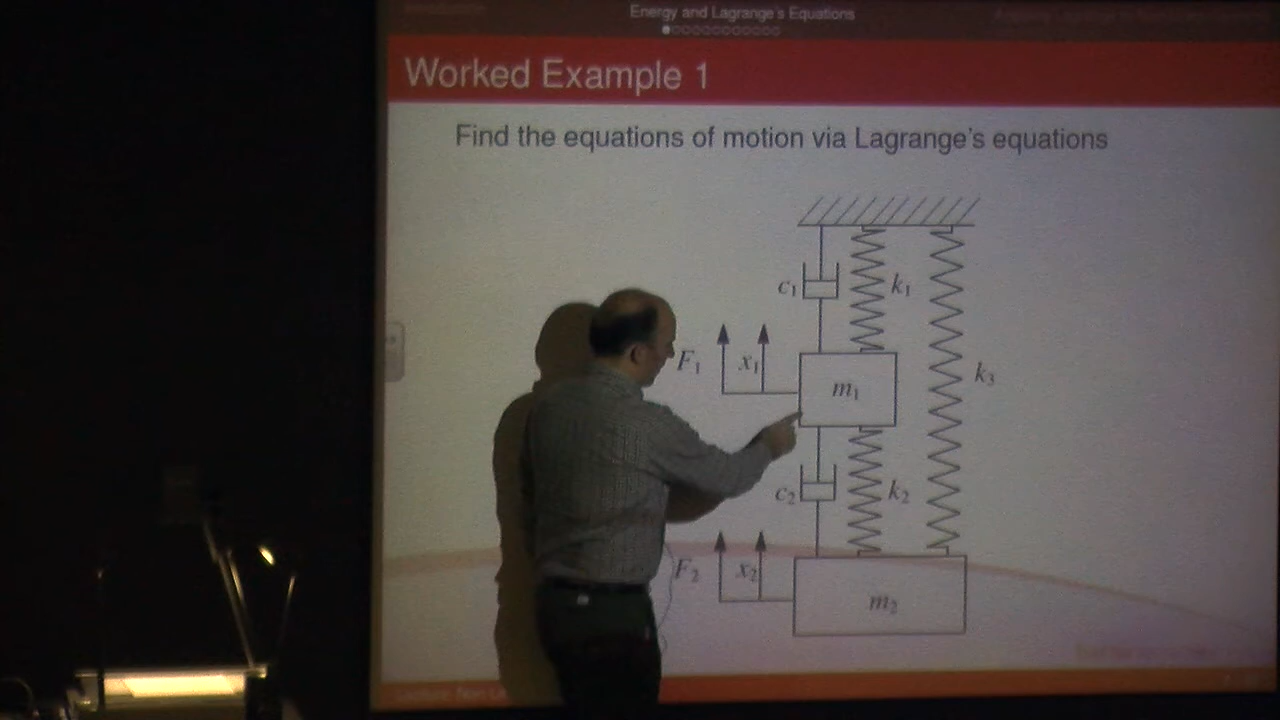 Energy and Lagrange's Equations
Worked Example 1
Find the equations of motion via Lagrange's equations
c₁
k₁
F₁
x₁
m₁
k₃
c₂
k₂
F₂
x₂
m₂